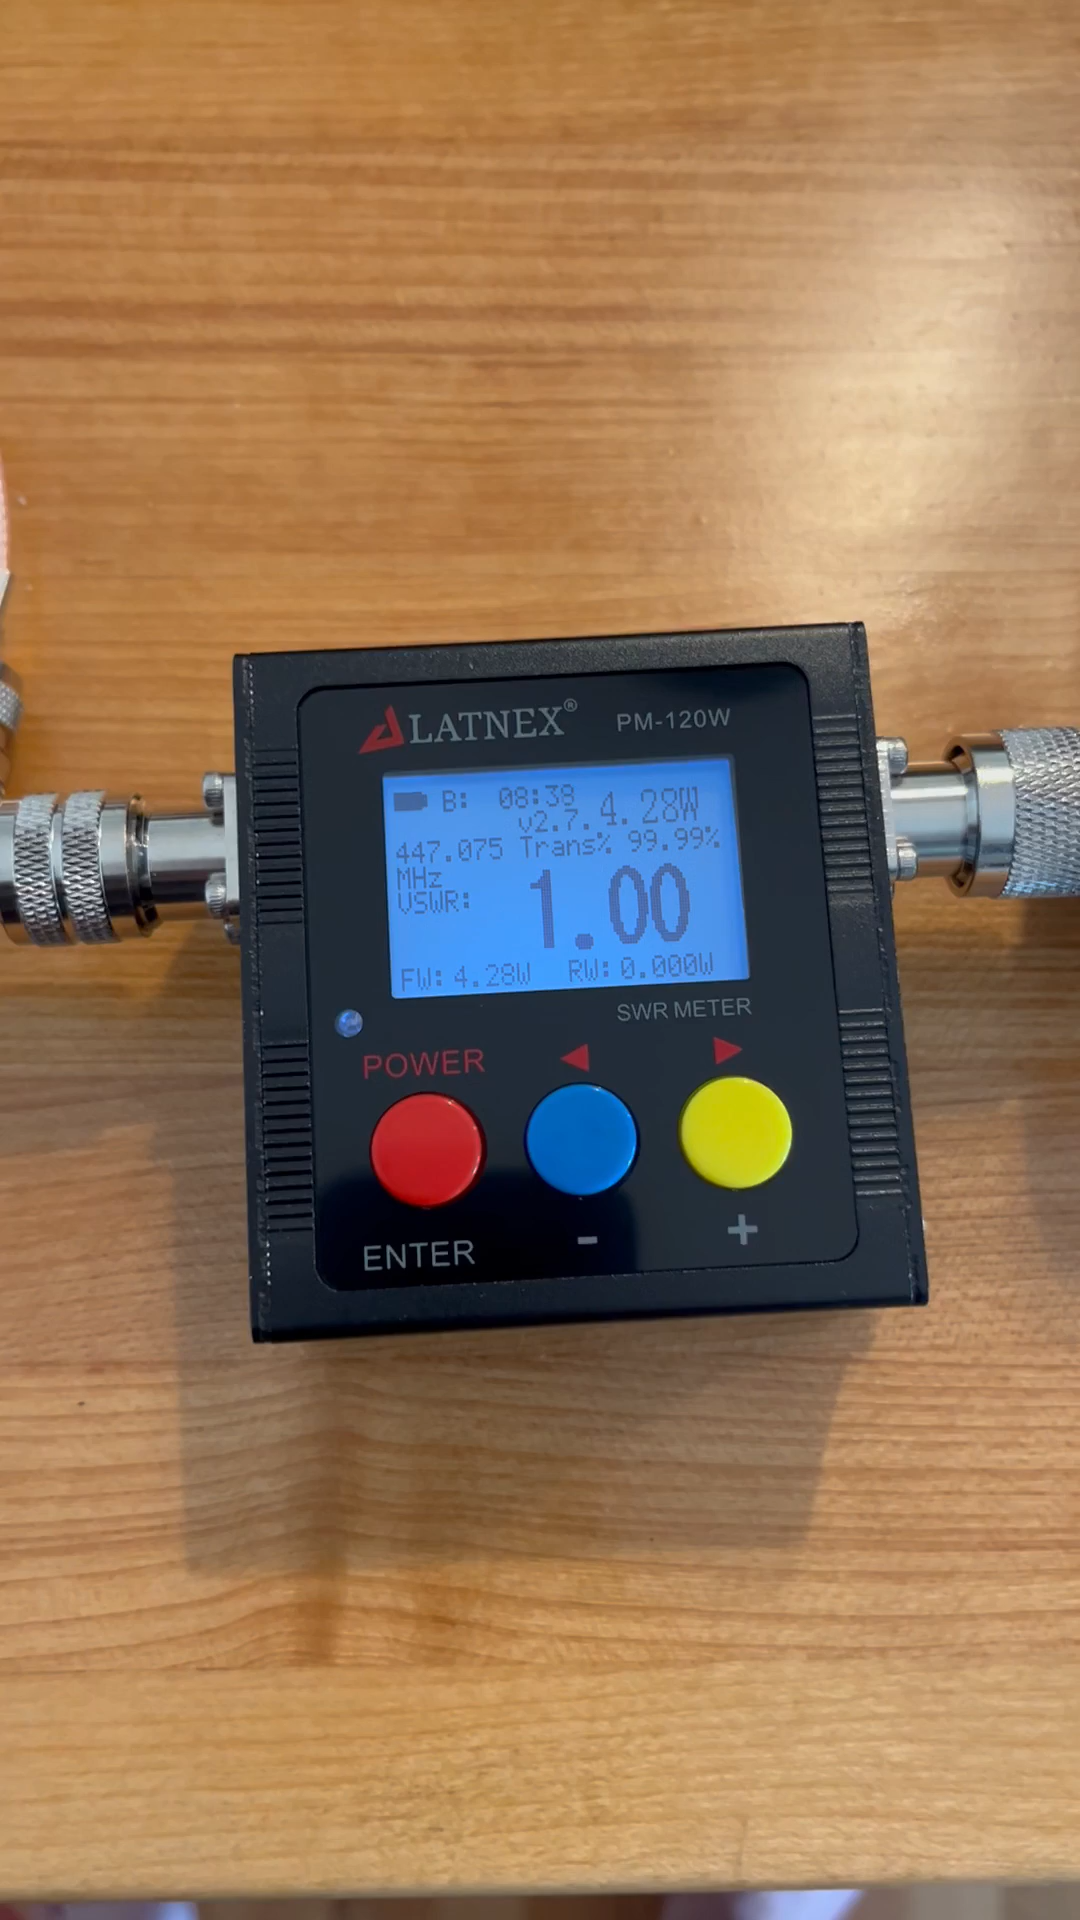 LATNEX® PM-120W
B: 08:39
v2.7. 4.28W
447.075 Trans% 99.99%
MHz
VSWR: 1.00
FW: 4.28W RW: 0.000W
SWR METER
POWER
ENTER - +